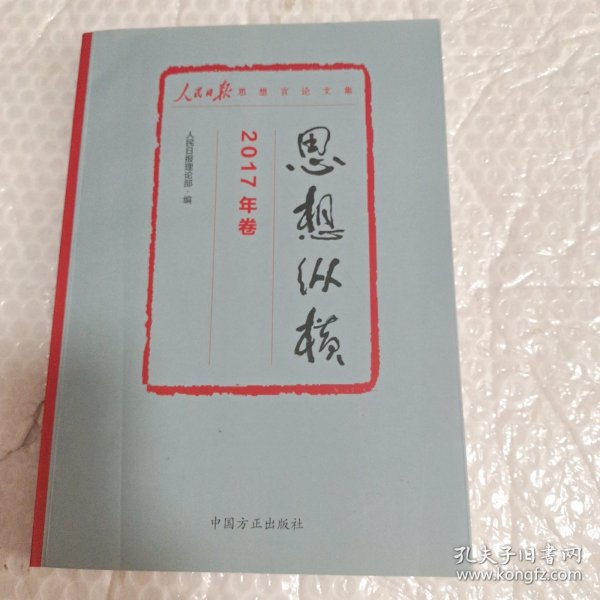 人民日报思想言论文集
思想纵横
2017年卷
人民日报理论部·编
中国方正出版社
孔夫子旧书网
www.kongfz.com